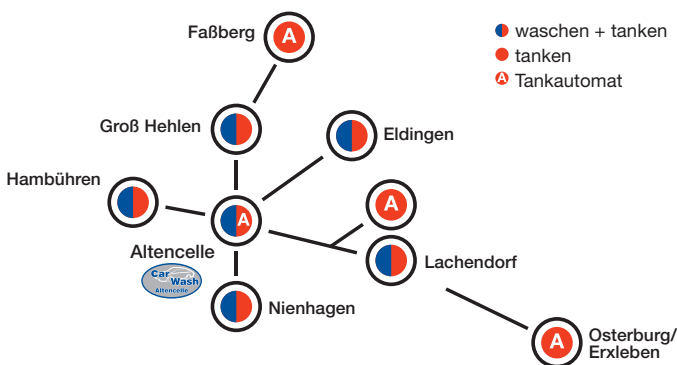 Faßberg
A
waschen + tanken
tanken
A Tankautomat
Groß Hehlen
Eldingen
Hambühren
A
A
Altencelle
Car
Wash
Altencelle
Lachendorf
Nienhagen
A
Osterburg/
Erxleben